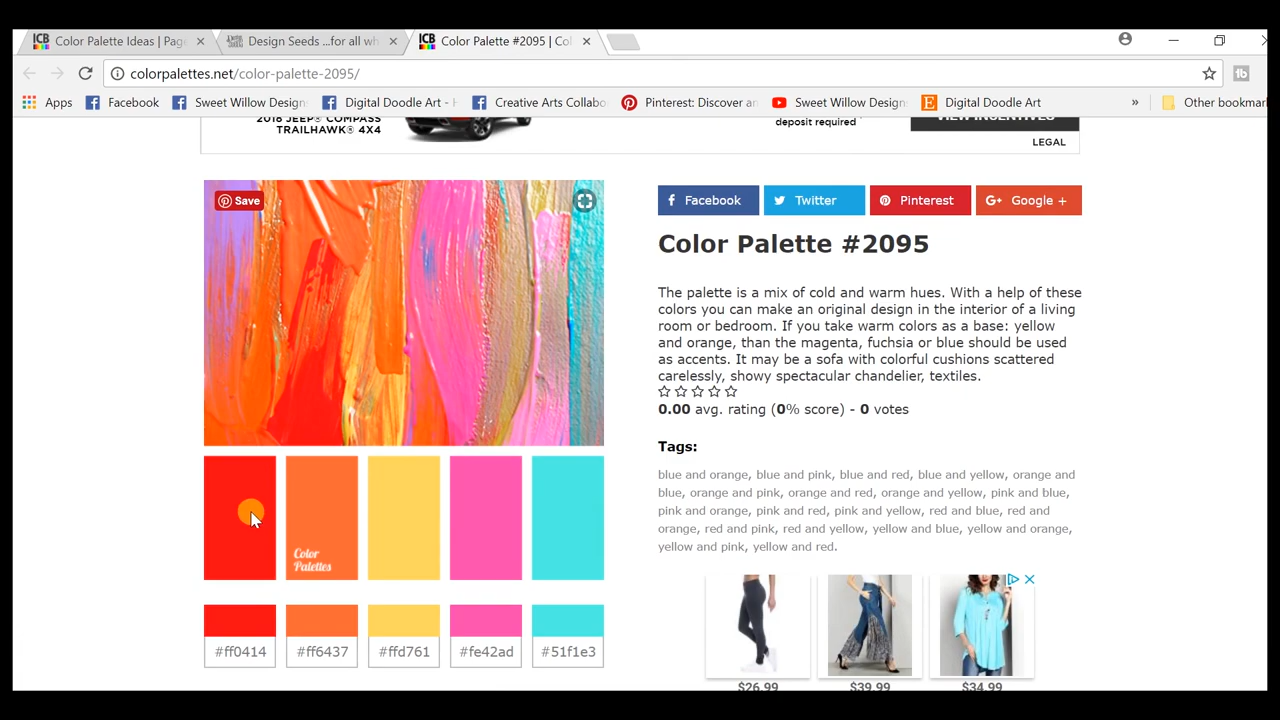 ICB Color Palette Ideas | Page
Design Seeds ...for all wh
ICB Color Palette #2095 | Co
colorpalettes.net/color-palette-2095/
Apps
Facebook
Sweet Willow Design
Digital Doodle Art - H
Creative Arts Collabo
Pinterest: Discover an
Sweet Willow Design
Digital Doodle Art
»
Other bookmar
2018 JEEP® COMPASS
TRAILHAWK® 4X4
deposit required
VIEW INCENTIVES
LEGAL
Save
Facebook
Twitter
Pinterest
Google +
Color Palette #2095
The palette is a mix of cold and warm hues. With a help of these
colors you can make an original design in the interior of a living
room or bedroom. If you take warm colors as a base: yellow
and orange, than the magenta, fuchsia or blue should be used
as accents. It may be a sofa with colorful cushions scattered
carelessly, showy spectacular chandelier, textiles.
0.00 avg. rating (0% score) - 0 votes
Tags:
blue and orange, blue and pink, blue and red, blue and yellow, orange and
blue, orange and pink, orange and red, orange and yellow, pink and blue,
pink and orange, pink and red, pink and yellow, red and blue, red and
orange, red and pink, red and yellow, yellow and blue, yellow and orange,
yellow and pink, yellow and red.
Color
Palettes
#ff0414
#ff6437
#ffd761
#fe42ad
#51f1e3
$26.99
$39.99
$34.99